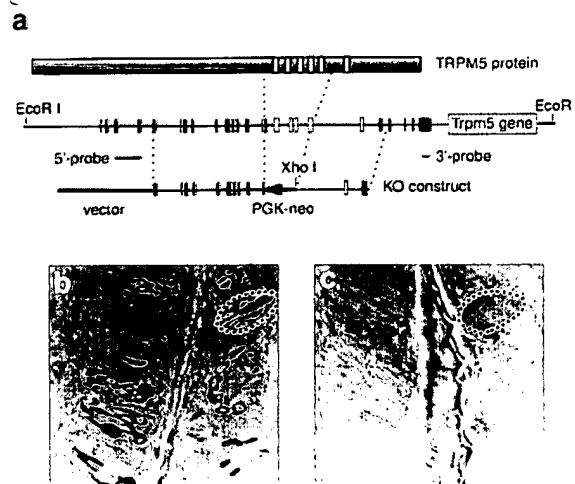 a
TRPM5 protein
EcoR I
EcoR
Trpm5 gene
5'-probe
3'-probe
Xho I
KO construct
vector
PGK-neo
b
c